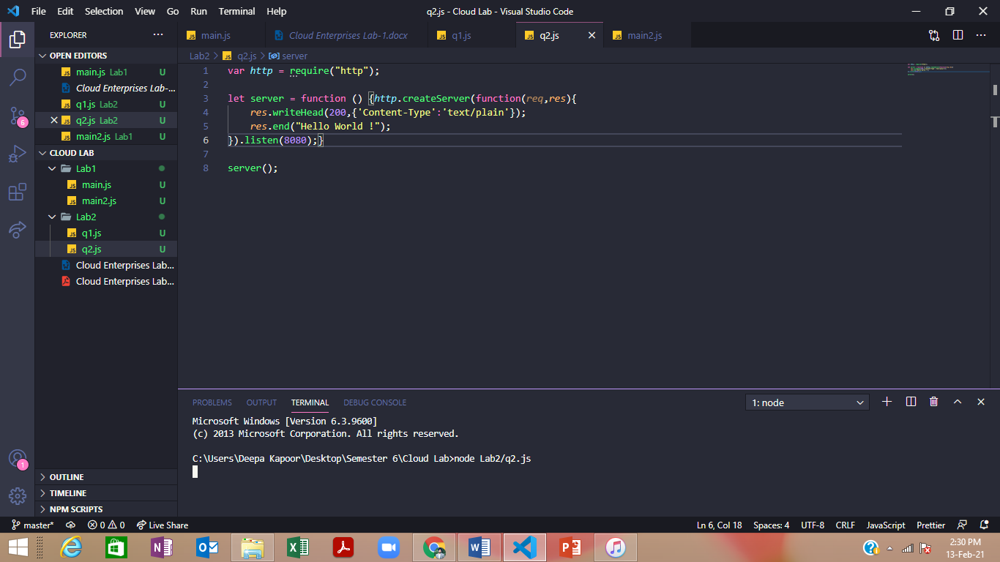 File Edit Selection View Go Run Terminal Help q2.js - Cloud Lab - Visual Studio Code
EXPLORER
main.js Cloud Enterprises Lab-1.docx q1.js q2.js main2.js
OPEN EDITORS
main.js Lab1 U
Cloud Enterprises Lab-...
q1.js Lab2 U
q2.js Lab2 U
main2.js Lab1 U
CLOUD LAB
Lab1
main.js U
main2.js U
Lab2
q1.js U
q2.js U
Cloud Enterprises Lab...
Cloud Enterprises Lab...
OUTLINE
TIMELINE
NPM SCRIPTS
6
1
Lab2 > q2.js > server
1 var http = require("http");
2
3 let server = function () {http.createServer(function(req,res){
4 res.writeHead(200,{'Content-Type':'text/plain'});
5 res.end("Hello World !");
6 }).listen(8080);}
7
8 server();
PROBLEMS OUTPUT TERMINAL DEBUG CONSOLE 1: node
Microsoft Windows [Version 6.3.9600]
(c) 2013 Microsoft Corporation. All rights reserved.
C:\Users\Deepa Kapoor\Desktop\Semester 6\Cloud Lab>node Lab2/q2.js
master* 0 0 Live Share Ln 6, Col 18 Spaces: 4 UTF-8 CRLF JavaScript Prettier
2:30 PM
13-Feb-21